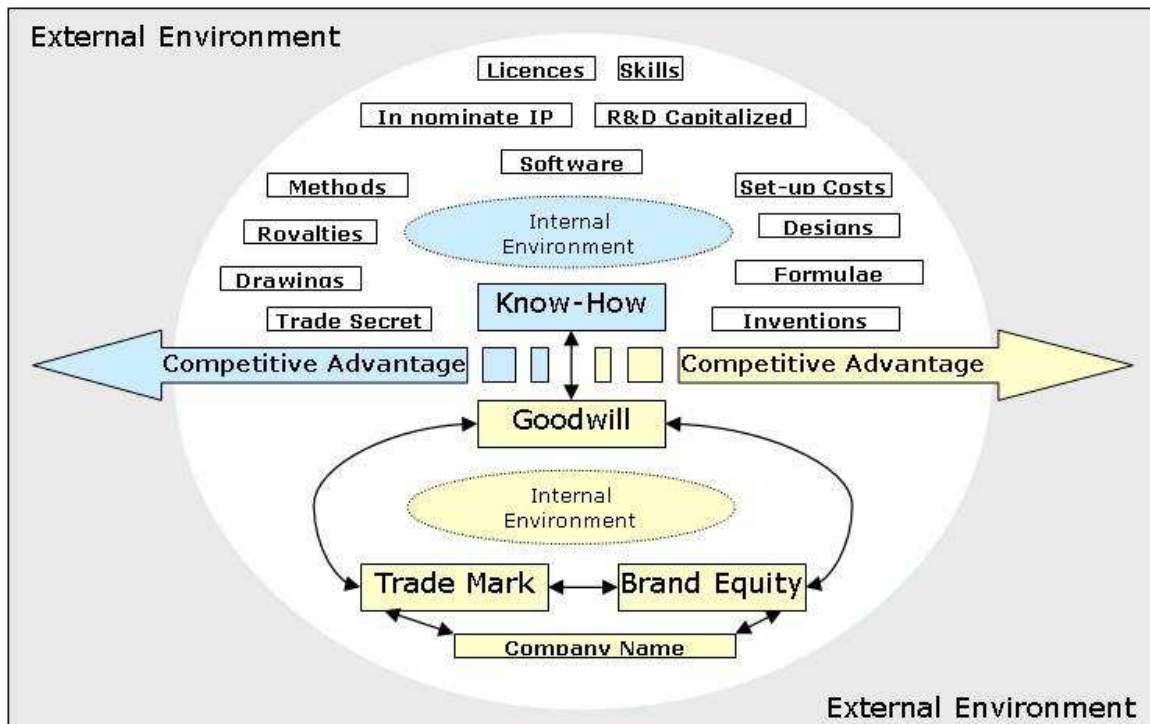 External Environment
Licences
Skills
In nominate IP
R&D Capitalized
Software
Methods
Set-up Costs
Internal
Environment
Royalties
Designs
Drawings
Formulae
Know-How
Trade Secret
Inventions
Competitive Advantage
Competitive Advantage
Goodwill
Internal
Environment
Trade Mark
Brand Equity
Company Name
External Environment